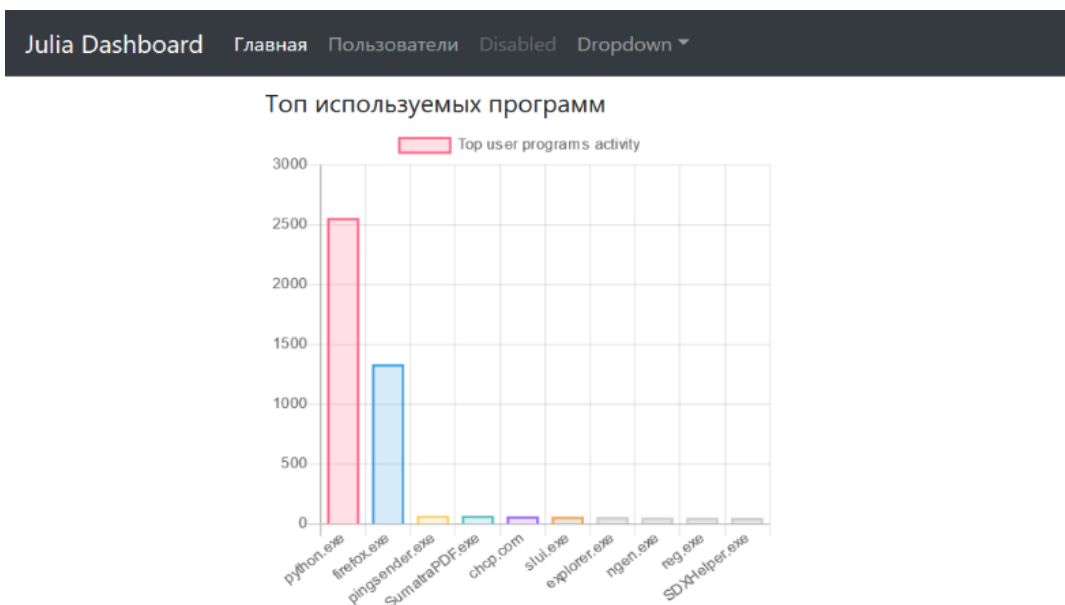 Julia Dashboard Главная Пользователи Disabled Dropdown
Топ используемых программ
Top user programs activity
3000
2500
2000
1500
1000
500
0
python.exe firefox.exe pingsender.exe SumatraPDF.exe chcp.com slui.exe explorer.exe ngen.exe reg.exe SDXHelper.exe